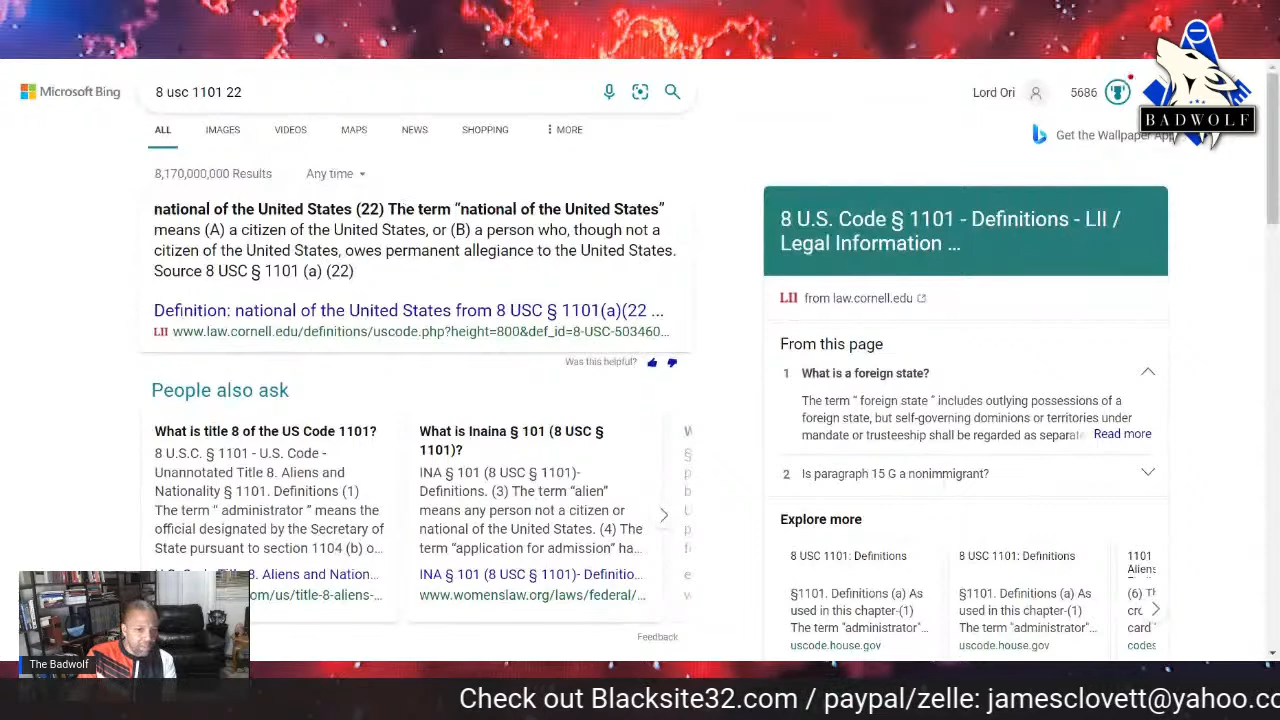 Microsoft Bing
8 usc 1101 22
Lord Ori
5686
BADWOLF
Get the Wallpaper App
ALL
IMAGES
VIDEOS
MAPS
NEWS
SHOPPING
MORE
8,170,000,000 Results
Any time
national of the United States (22) The term “national of the United States”
means (A) a citizen of the United States, or (B) a person who, though not a
citizen of the United States, owes permanent allegiance to the United States.
Source 8 USC § 1101 (a) (22)
Definition: national of the United States from 8 USC § 1101(a)(22 ...
LII www.law.cornell.edu/definitions/uscode.php?height=800&def_id=8-USC-503460...
Was this helpful?
People also ask
What is title 8 of the US Code 1101?
8 U.S.C. § 1101 - U.S. Code -
Unannotated Title 8. Aliens and
Nationality § 1101. Definitions (1)
The term “ administrator ” means the
official designated by the Secretary of
State pursuant to section 1104 (b) o...
8. Aliens and Nation...
om/us/title-8-aliens-...
What is Inaina § 101 (8 USC §
1101)?
INA § 101 (8 USC § 1101)-
Definitions. (3) The term “alien”
means any person not a citizen or
national of the United States. (4) The
term “application for admission” ha...
INA § 101 (8 USC § 1101)- Definitio...
www.womenslaw.org/laws/federal/...
Feedback
8 U.S. Code § 1101 - Definitions - LII /
Legal Information ...
LII from law.cornell.edu
From this page
1 What is a foreign state?
The term “ foreign state ” includes outlying possessions of a
foreign state, but self-governing dominions or territories under
mandate or trusteeship shall be regarded as separate Read more
2 Is paragraph 15 G a nonimmigrant?
Explore more
8 USC 1101: Definitions
§1101. Definitions (a) As
used in this chapter-(1)
The term "administrator"...
uscode.house.gov
8 USC 1101: Definitions
§1101. Definitions (a) As
used in this chapter-(1)
The term "administrator"...
uscode.house.gov
1101
Aliens
(6) Th
crc
card
codes
The Badwolf
Check out Blacksite32.com / paypal/zelle: jamesclovett@yahoo.co